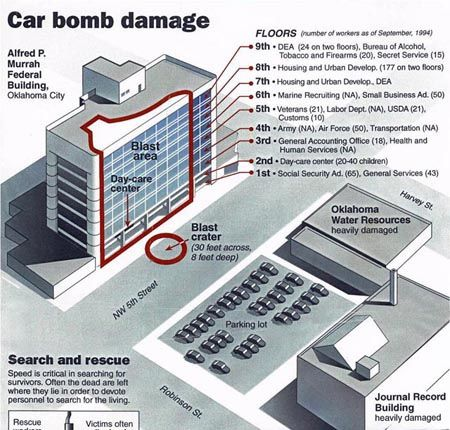 Car bomb damage
Alfred P.
Murrah
Federal
Building,
Oklahoma City
FLOORS (number of workers as of September, 1994)
9th • DEA (24 on two floors), Bureau of Alcohol,
Tobacco and Firearms (20), Secret Service (15)
8th • Housing and Urban Develop. (177 on two floors)
7th • Housing and Urban Develop., DEA
6th • Marine Recruiting (NA), Small Business Ad. (50)
5th • Veterans (21), Labor Dept. (NA), USDA (21),
Customs (10)
4th • Army (NA), Air Force (50), Transportation (NA)
3rd • General Accounting Office (18), Health and
Human Services (NA)
2nd • Day-care center (20-40 children)
1st • Social Security Ad. (65), General Services (43)
Blast
area
Day-care
center
Blast
crater
(30 feet across,
8 feet deep)
NW 5th Street
Harvey St.
Oklahoma
Water Resources
heavily damaged
Parking lot
Robinson St.
Journal Record
Building
heavily damaged
Search and rescue
Speed is critical in searching for
survivors. Often the dead are left
where they lie in order to devote
personnel to search for the living.
Rescue
Victims often